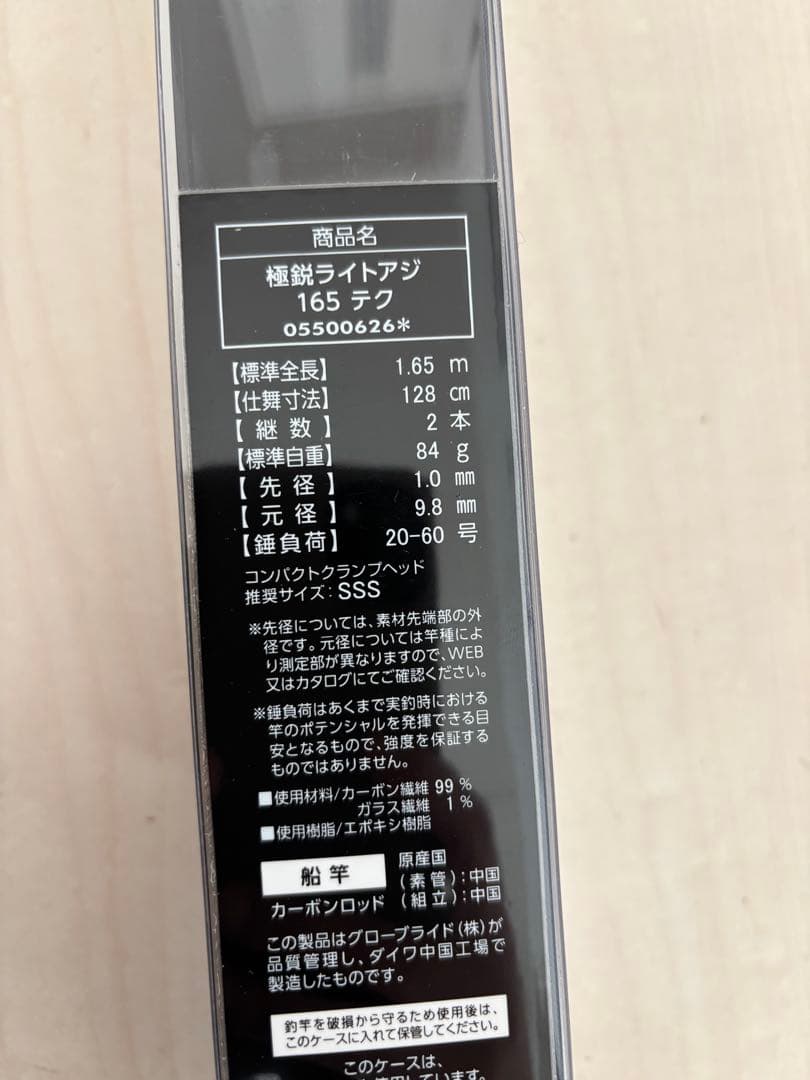 商品名
極鋭ライトアジ
165 テク
05500626*
【標準全長】 1.65 m
【仕舞寸法】 128 cm
【継数】 2 本
【標準自重】 84 g
【先径】 1.0 mm
【元径】 9.8 mm
【錘負荷】 20-60 号
コンパクトクランプヘッド
推奨サイズ:SSS
※先径については、素材先端部の外
径です。元径については竿種によ
り測定部が異なりますので、WEB
又はカタログにてご確認ください。
※錘負荷はあくまで実釣時における
竿のポテンシャルを発揮できる目
安となるもので、強度を保証する
ものではありません。
■使用材料/カーボン繊維 99 %
ガラス繊維 1 %
■使用樹脂/エポキシ樹脂
船竿 原産国
(素管):中国
カーボンロッド (組立):中国
この製品はグローブライド(株)が
品質管理し、ダイワ中国工場で
製造したものです。
釣竿を破損から守るため使用後は、
このケースに入れて保管してください。
このケースは、
使用しています。